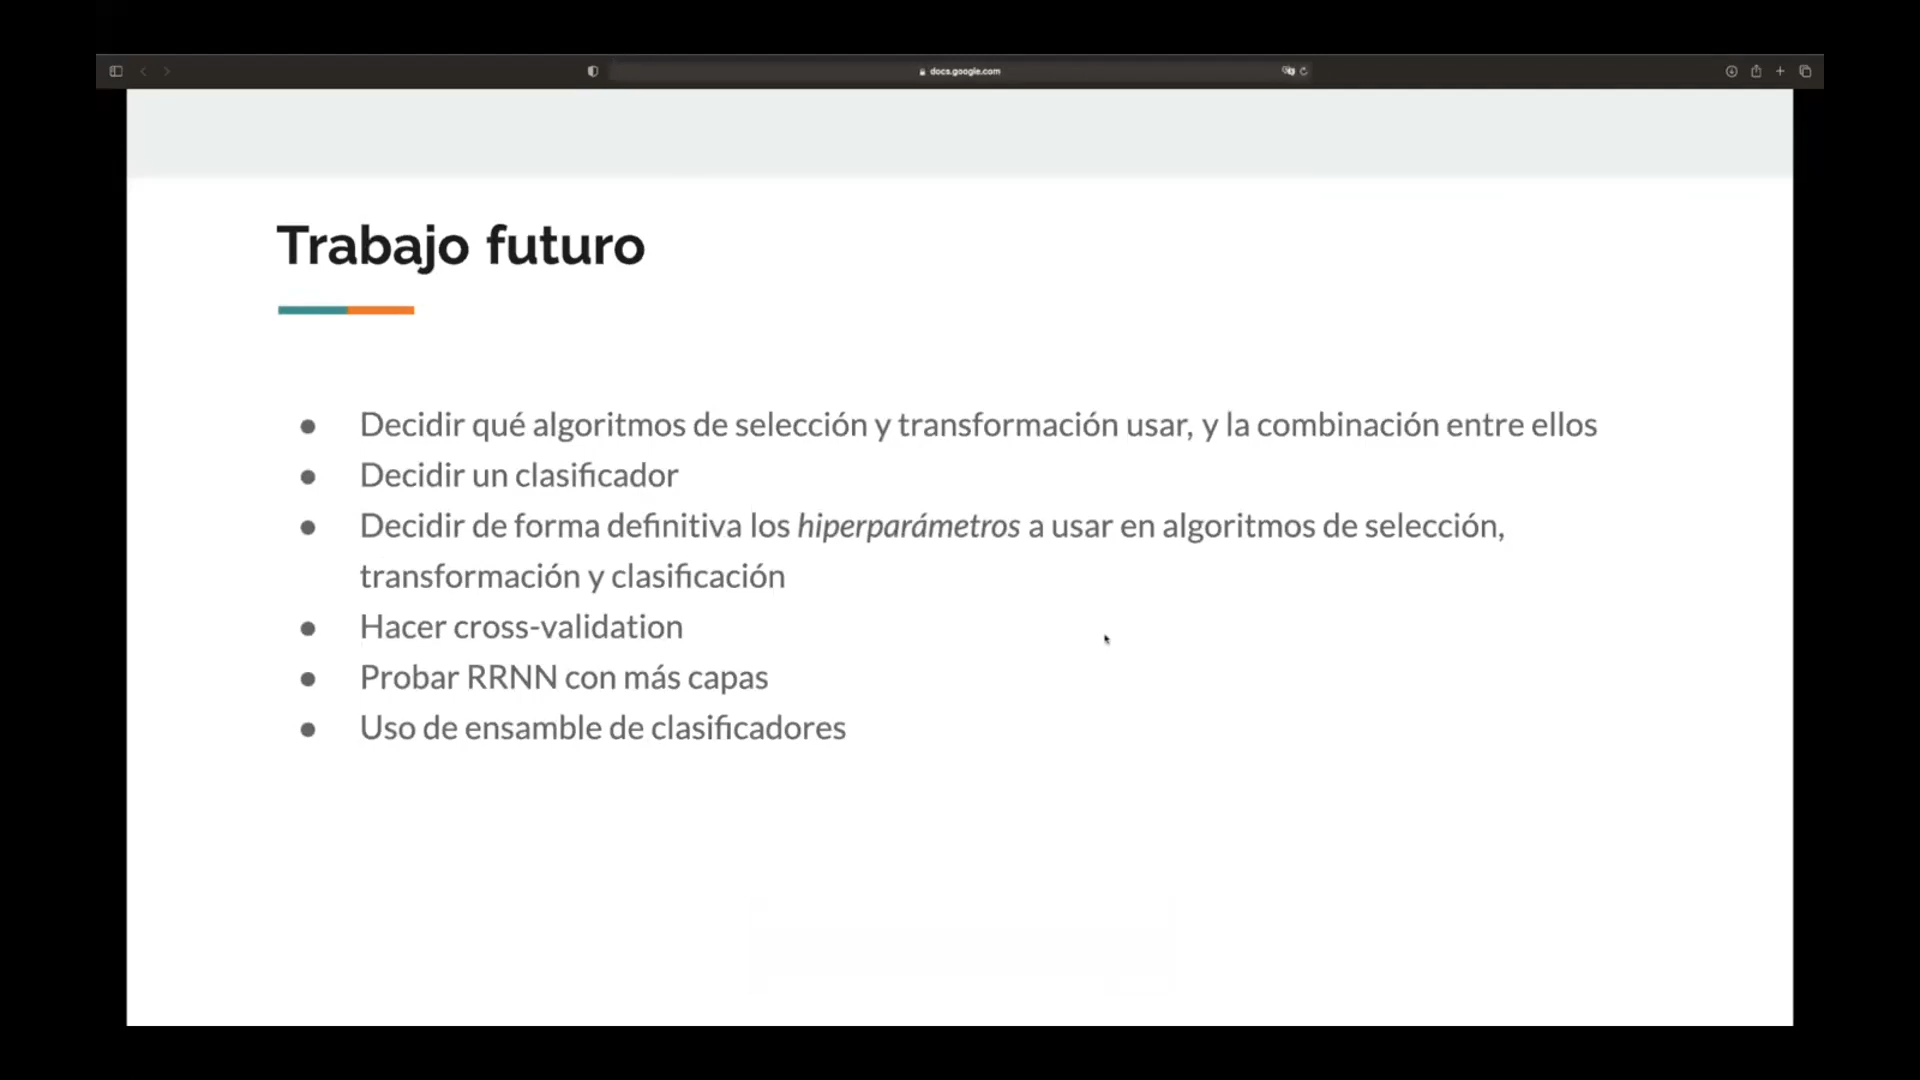 docs.google.com
Trabajo futuro
● Decidir qué algoritmos de selección y transformación usar, y la combinación entre ellos
● Decidir un clasificador
● Decidir de forma definitiva los hiperparámetros a usar en algoritmos de selección,
transformación y clasificación
● Hacer cross-validation
● Probar RRNN con más capas
● Uso de ensamble de clasificadores